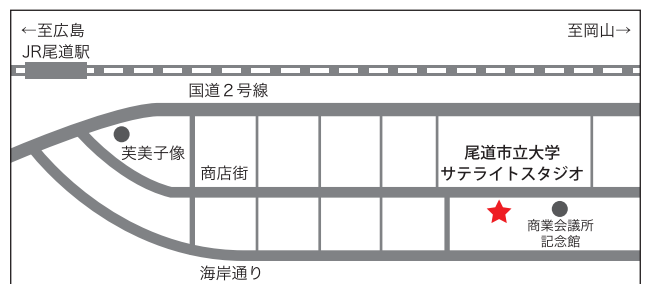 ←至広島
至岡山→
JR尾道駅
国道２号線
芙美子像
商店街
尾道市立大学
サテライトスタジオ
商業会議所
記念館
海岸通り